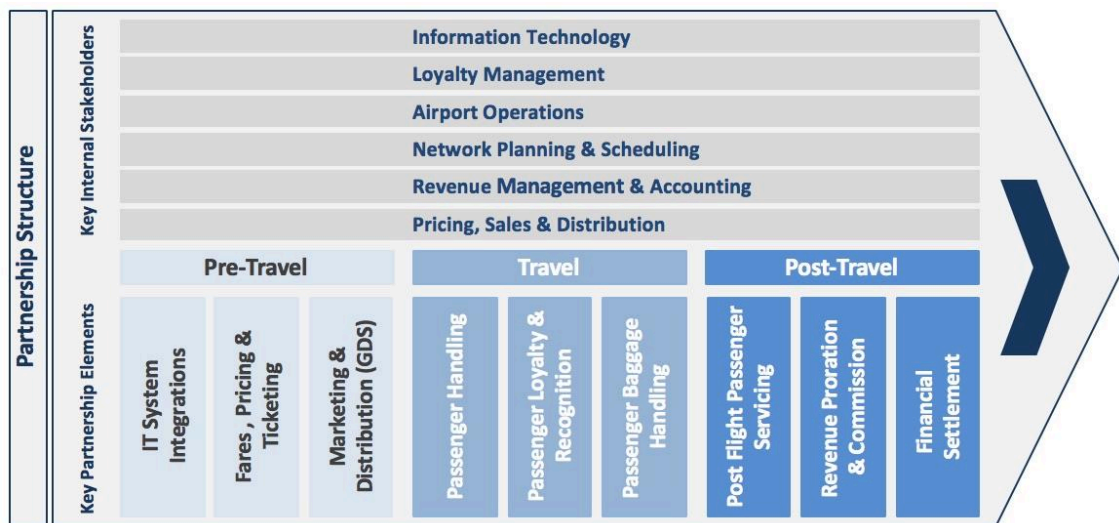 Partnership Structure
Key Internal Stakeholders
Information Technology
Loyalty Management
Airport Operations
Network Planning & Scheduling
Revenue Management & Accounting
Pricing, Sales & Distribution
Pre-Travel
Travel
Post-Travel
Key Partnership Elements
IT System
Integrations
Fares , Pricing &
Ticketing
Marketing &
Distribution (GDS)
Passenger Handling
Passenger Loyalty &
Recognition
Passenger Baggage
Handling
Post Flight Passenger
Servicing
Revenue Proration
& Commission
Financial
Settlement